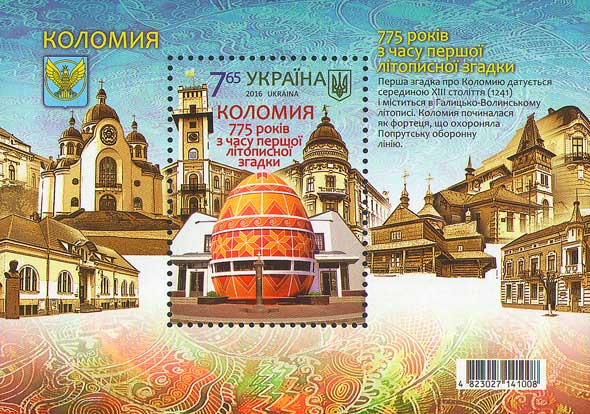 КОЛОМИЯ
775 років
з часу першої
літописної згадки
Перша згадка про Коломию датується
серединою XIII століття (1241)
і міститься в Галицько-Волинському
літописі. Коломия починалася
як фортеця, що охороняла
Попрутську оборонну
лінію.
7,65 УКРАЇНА
2016 UKRAINA
КОЛОМИЯ
775 років
з часу першої
літописної
згадки
4 823027 141008